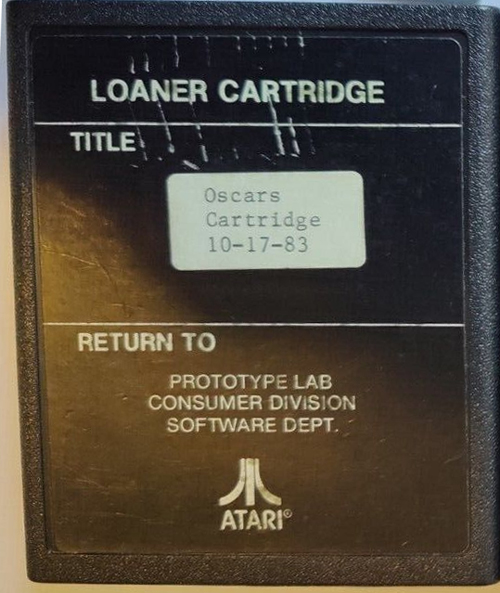 LOANER CARTRIDGE
TITLE
Oscars
Cartridge
10-17-83
RETURN TO
PROTOTYPE LAB
CONSUMER DIVISION
SOFTWARE DEPT.
ATARI®